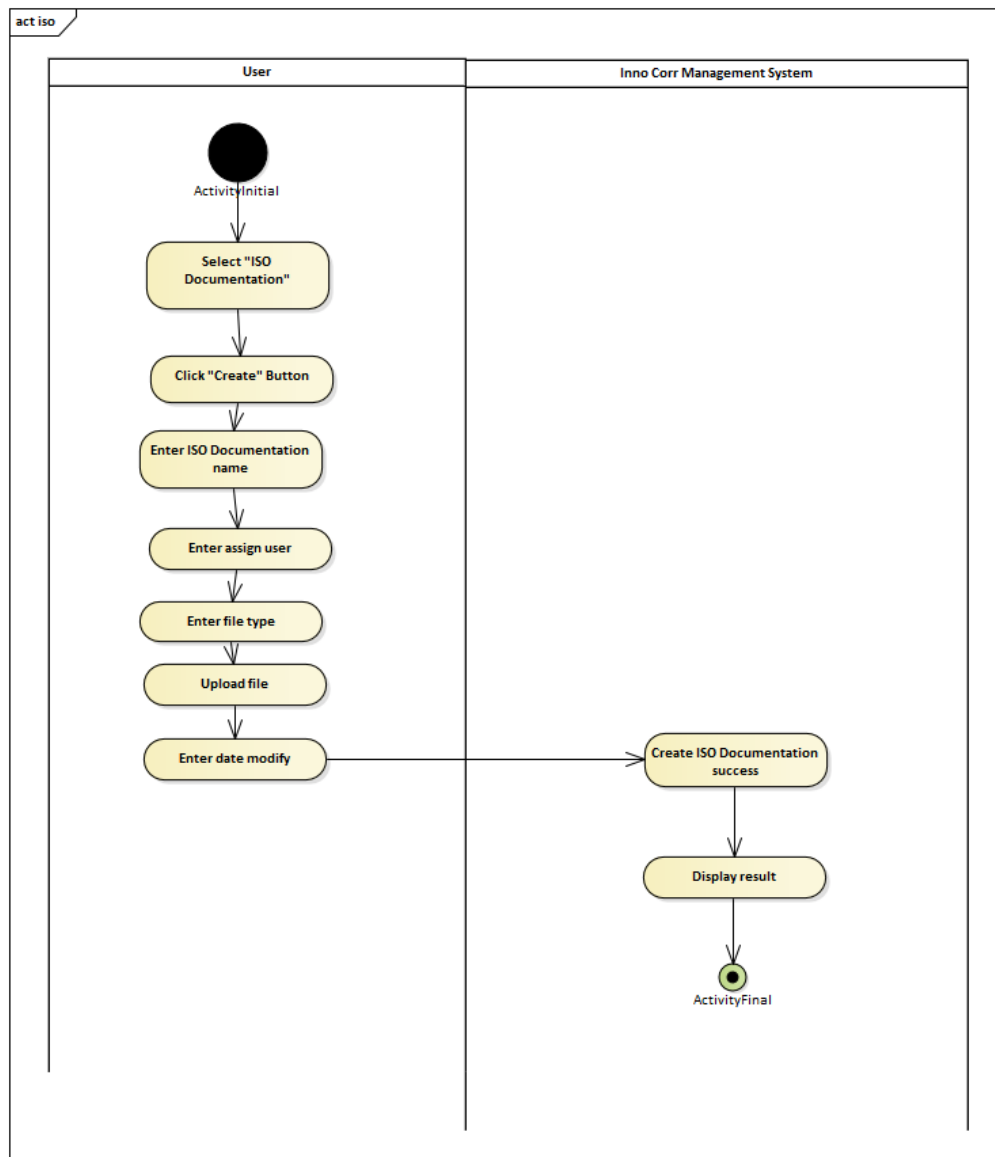 act iso
User
Inno Corr Management System
ActivityInitial
Select "ISO
Documentation"
Click "Create" Button
Enter ISO Documentation
name
Enter assign user
Enter file type
Upload file
Enter date modify
Create ISO Documentation
success
Display result
ActivityFinal